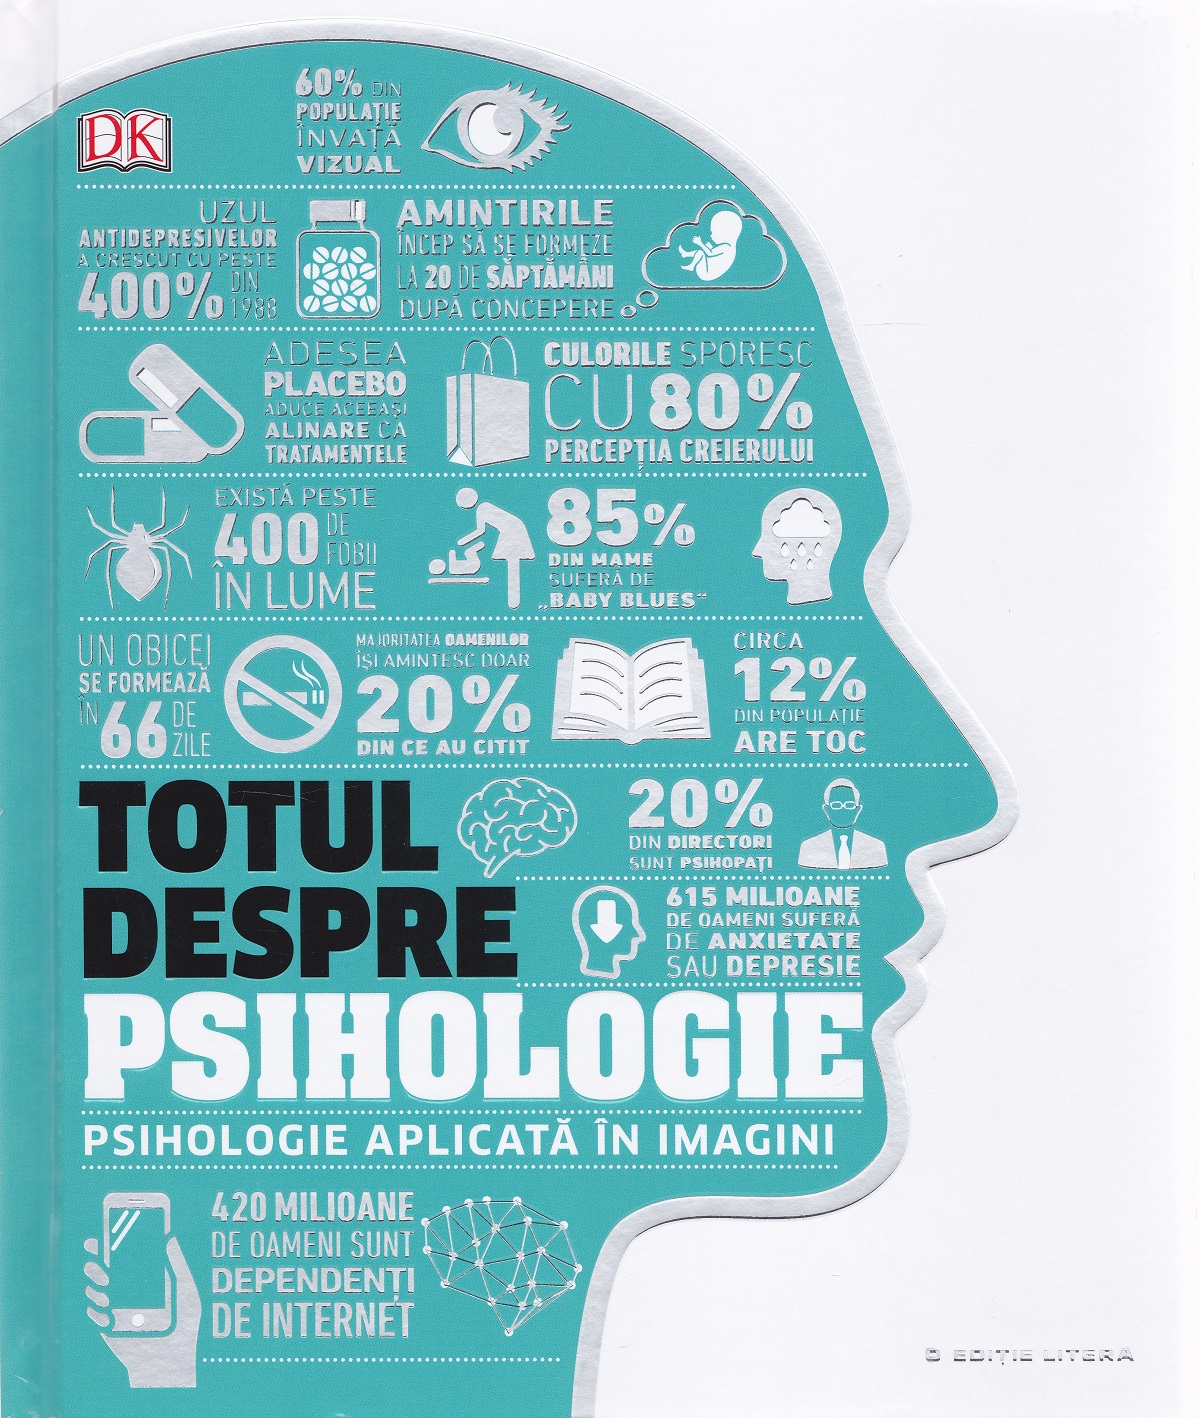 DK
60% DIN
POPULAȚIE
ÎNVAȚĂ
VIZUAL
UZUL
ANTIDEPRESIVELOR
A CRESCUT CU PESTE
400% DIN 1988
AMINTIRILE
ÎNCEP SĂ SE FORMEZE
LA 20 DE SĂPTĂMÂNI
DUPĂ CONCEPERE
ADESEA
PLACEBO
ADUCE ACEEAȘI
ALINARE CA
TRATAMENTELE
CULORILE SPORESC
CU 80%
PERCEPȚIA CREIERULUI
EXISTĂ PESTE
400 DE FOBII
ÎN LUME
85%
DIN MAME
SUFERĂ DE
„BABY BLUES”
UN OBICEI
SE FORMEAZĂ
ÎN 66 DE ZILE
MAJORITATEA OAMENILOR
ÎȘI AMINTESC DOAR
20%
DIN CE AU CITIT
CIRCA
12%
DIN POPULAȚIE
ARE TOC
TOTUL
DESPRE
PSIHOLOGIE
20%
DIN DIRECTORI
SUNT PSIHOPAȚI
615 MILIOANE
DE OAMENI SUFERĂ
DE ANXIETATE
SAU DEPRESIE
PSIHOLOGIE APLICATĂ ÎN IMAGINI
420 MILIOANE
DE OAMENI SUNT
DEPENDENȚI
DE INTERNET
O EDIȚIE LITERA